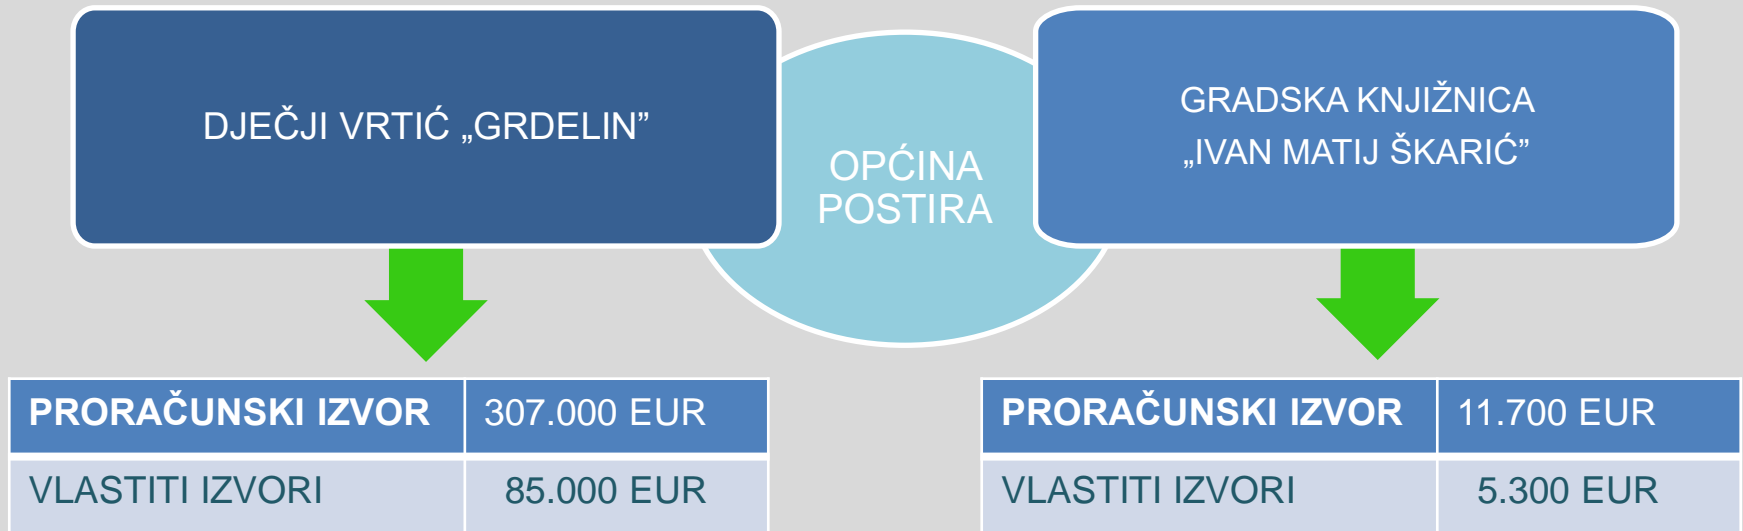 DJEČJI VRTIĆ „GRDELIN”
OPĆINA
POSTIRA
GRADSKA KNJIŽNICA
„IVAN MATIJ ŠKARIĆ”
PRORAČUNSKI IZVOR 307.000 EUR
VLASTITI IZVORI 85.000 EUR
PRORAČUNSKI IZVOR 11.700 EUR
VLASTITI IZVORI 5.300 EUR